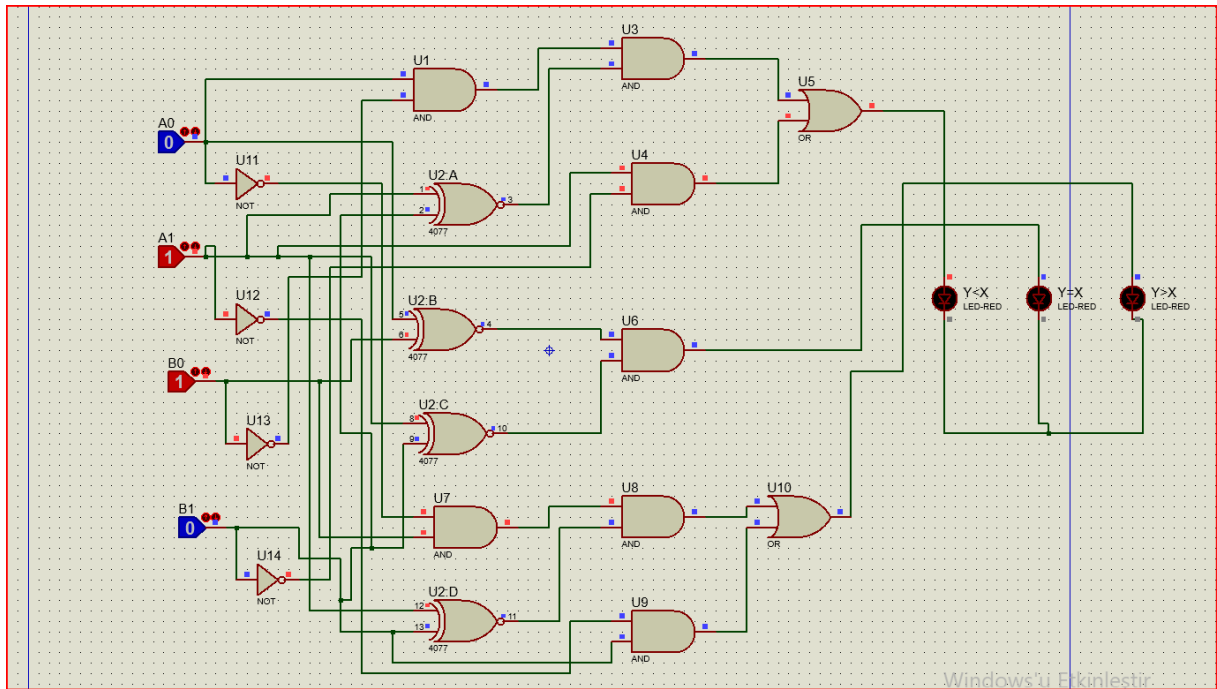 U3
AND
U1
AND
U5
OR
A0
0
U11
NOT
U4
AND
U2:A
1
2
3
4077
A1
1
U12
NOT
U2:B
5
6
4
4077
Y<X
LED-RED
Y=X
LED-RED
Y>X
LED-RED
U6
AND
B0
1
U13
NOT
U2:C
8
9
10
4077
B1
0
U14
NOT
U7
AND
U8
AND
U10
OR
U2:D
12
13
11
4077
U9
AND
Windows'u Etkinleştir